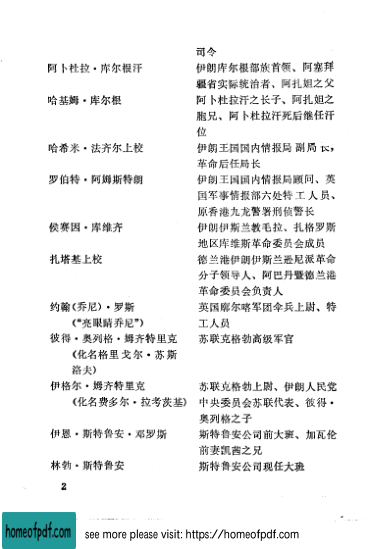 司令
阿卜杜拉·库尔根汗 伊朗库尔根部族首领、阿塞拜
疆省实际统治者、阿扎妲之父
哈基姆·库尔根 阿卜杜拉汗之长子、阿扎妲之
胞兄、阿卜杜拉汗死后继任汗
位
哈希米·法齐尔上校 伊朗王国国内情报局副局长，
革命后任局长
罗伯特·阿姆斯特朗 伊朗王国国内情报局顾问、英
国军事情报部六处特工人员、
原香港九龙警署刑侦警长
侯赛因·库维齐 伊朗伊斯兰教毛拉、扎格罗斯
地区库维斯革命委员会成员
扎塔基上校 德兰港伊朗伊斯兰逊尼派革命
分子领导人、阿巴丹暨德兰港
革命委员会负责人
约翰(乔尼)·罗斯 英国廓尔喀军团伞兵上尉、特
(“亮眼睛乔尼”) 工人员
彼得·奥列格·姆齐特里克 苏联克格勃高级军官
(化名格里戈尔·苏斯
洛夫)
伊格尔·姆齐特里克 苏联克格勃上尉、伊朗人民党
(化名费多尔·拉考茨基) 中央委员会苏联代表、彼得·
奥列格之子
伊恩·斯特鲁安·邓罗斯 斯特鲁安公司前大班、加瓦伦
前妻凯茜之兄
林勃·斯特鲁安 斯特鲁安公司现任大班
2
homeofpdf.com
see more please visit: https://homeofpdf.com